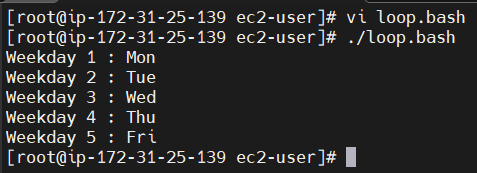 [root@ip-172-31-25-139 ec2-user]# vi loop.bash
[root@ip-172-31-25-139 ec2-user]# ./loop.bash
Weekday 1 : Mon
Weekday 2 : Tue
Weekday 3 : Wed
Weekday 4 : Thu
Weekday 5 : Fri
[root@ip-172-31-25-139 ec2-user]#